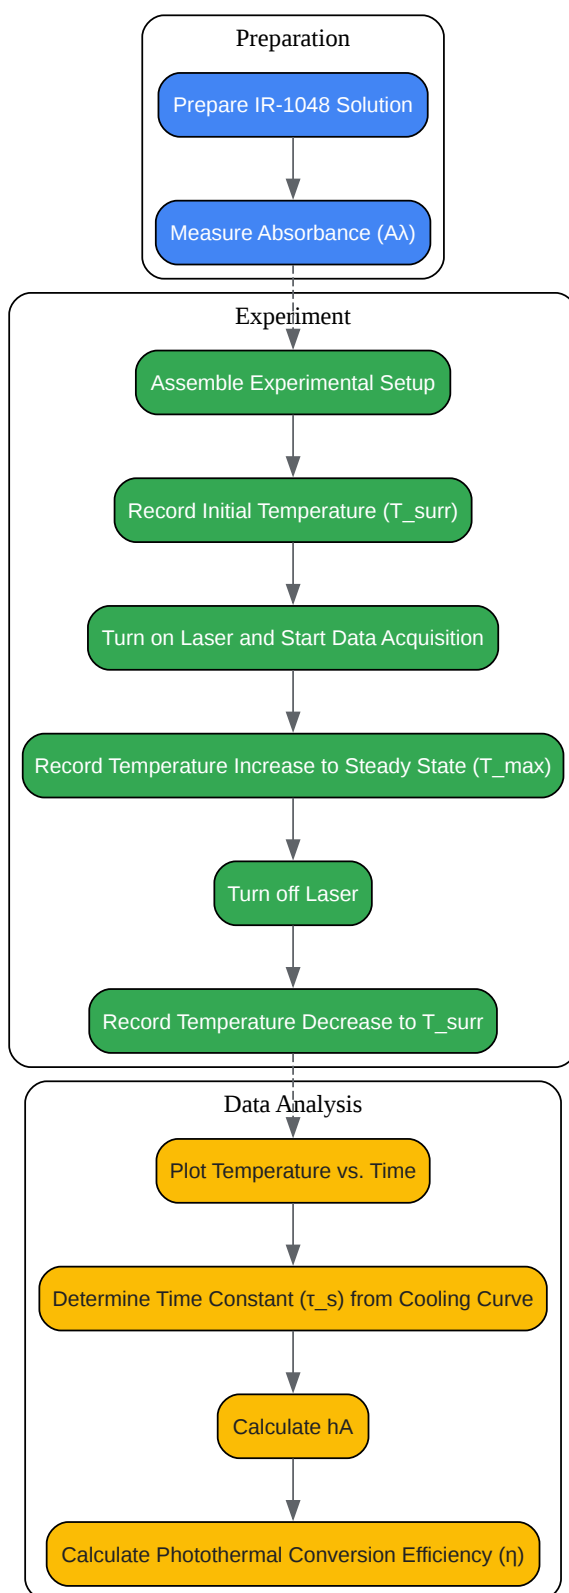 Preparation
Prepare IR-1048 Solution
Measure Absorbance (Aλ)
Experiment
Assemble Experimental Setup
Record Initial Temperature (T_surr)
Turn on Laser and Start Data Acquisition
Record Temperature Increase to Steady State (T_max)
Turn off Laser
Record Temperature Decrease to T_surr
Data Analysis
Plot Temperature vs. Time
Determine Time Constant (τ_s) from Cooling Curve
Calculate hA
Calculate Photothermal Conversion Efficiency (η)